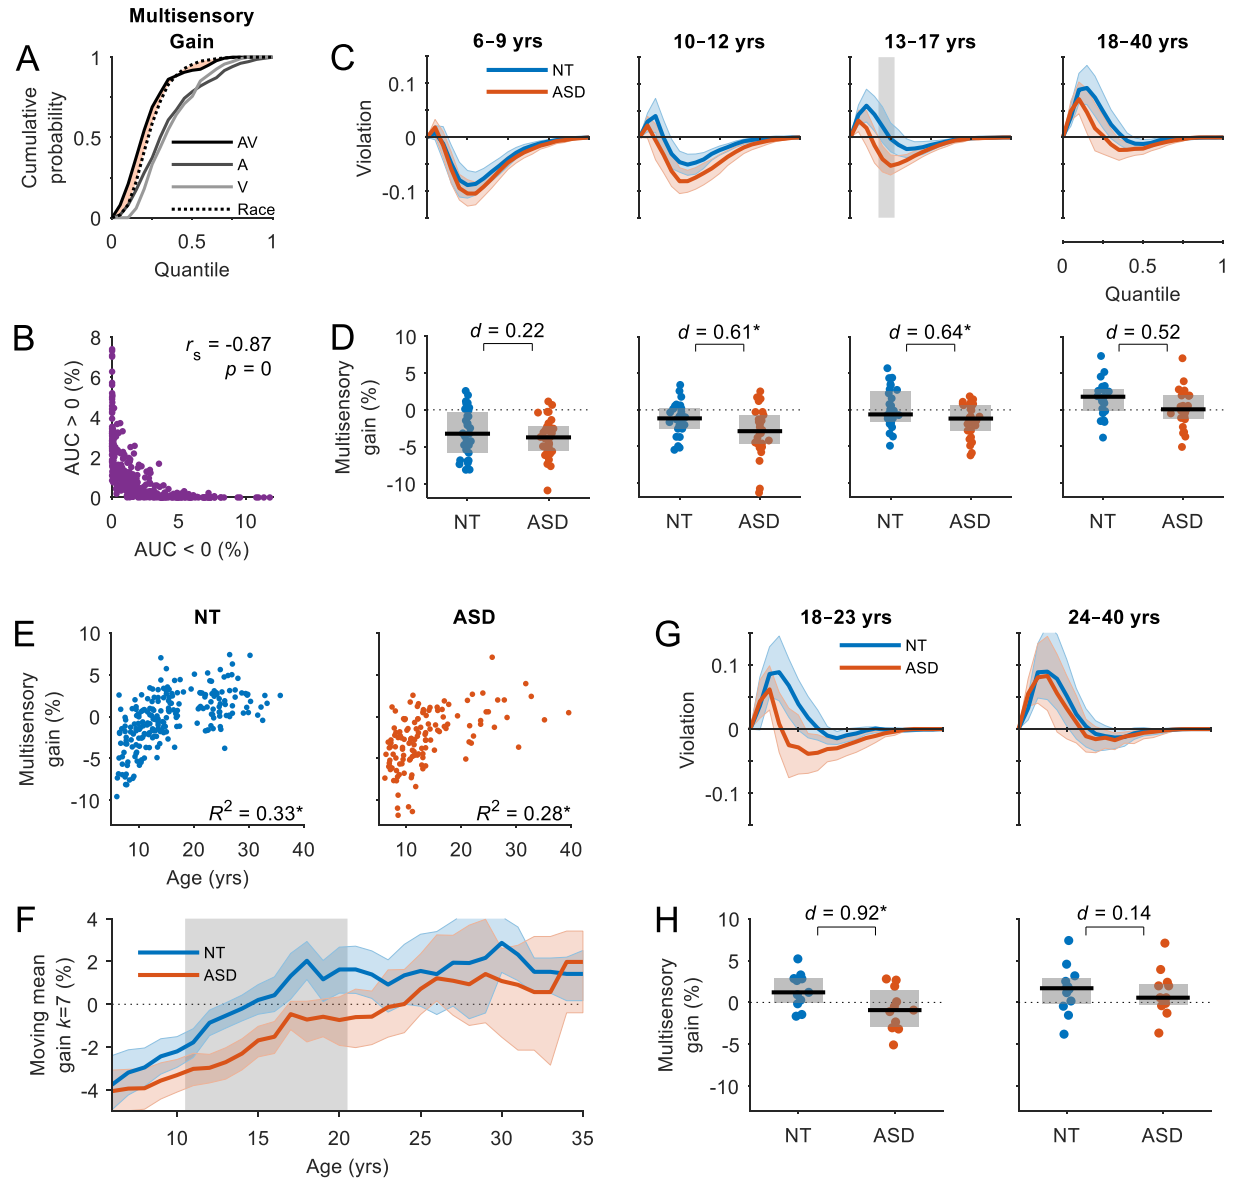 A
Multisensory
Gain
Cumulative
probability
1
0.5
0
AV
A
V
Race
0
0.5
1
Quantile
B
r_s = -0.87
p = 0
AUC > 0 (%)
8
6
4
2
0
0
5
10
AUC < 0 (%)
C
6–9 yrs
10–12 yrs
13–17 yrs
18–40 yrs
NT
ASD
Violation
0.1
0
-0.1
0
0.5
1
Quantile
D
d = 0.22
d = 0.61*
d = 0.64*
d = 0.52
Multisensory
gain (%)
10
5
0
-5
-10
NT
ASD
NT
ASD
NT
ASD
NT
ASD
E
NT
ASD
Multisensory
gain (%)
10
5
0
-5
-10
R² = 0.33*
R² = 0.28*
10
20
30
40
10
20
30
40
Age (yrs)
F
NT
ASD
Moving mean
gain k=7 (%)
4
2
0
-2
-4
10
15
20
25
30
35
Age (yrs)
G
18–23 yrs
24–40 yrs
NT
ASD
Violation
0.1
0
-0.1
H
d = 0.92*
d = 0.14
Multisensory
gain (%)
10
5
0
-5
-10
NT
ASD
NT
ASD